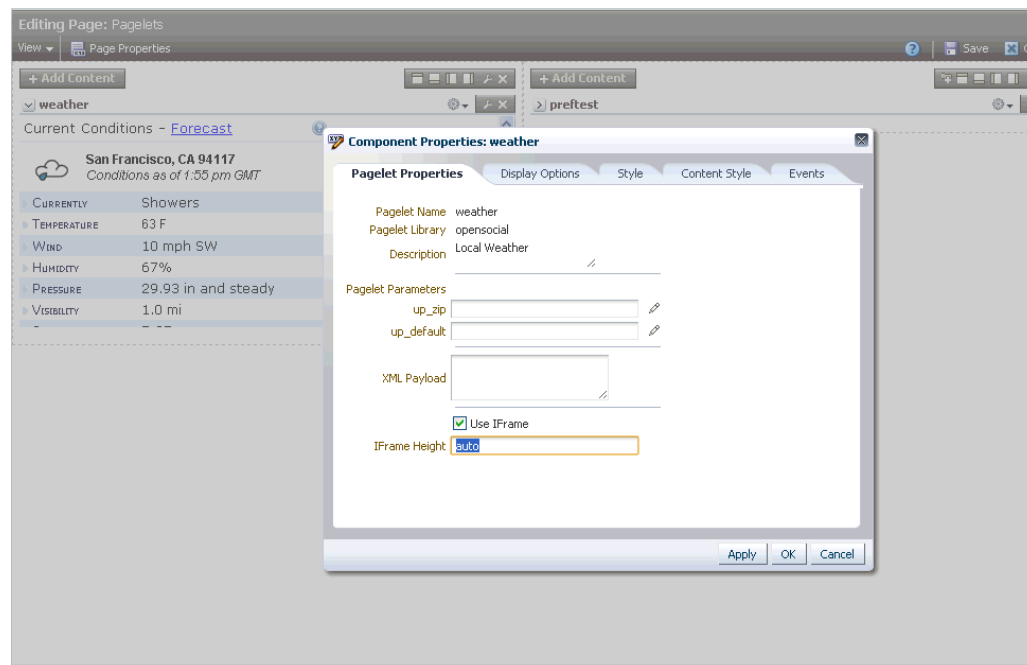 Editing Page: Pagelets
View Page Properties Save
+ Add Content + Add Content
weather preftest
Current Conditions - Forecast
San Francisco, CA 94117
Conditions as of 1:55 pm GMT
Currently Showers
Temperature 63 F
Wind 10 mph SW
Humidity 67%
Pressure 29.93 in and steady
Visibility 1.0 mi
Component Properties: weather
Pagelet Properties Display Options Style Content Style Events
Pagelet Name weather
Pagelet Library opensocial
Description Local Weather
Pagelet Parameters
up_zip
up_default
XML Payload
Use IFrame
IFrame Height auto
Apply OK Cancel